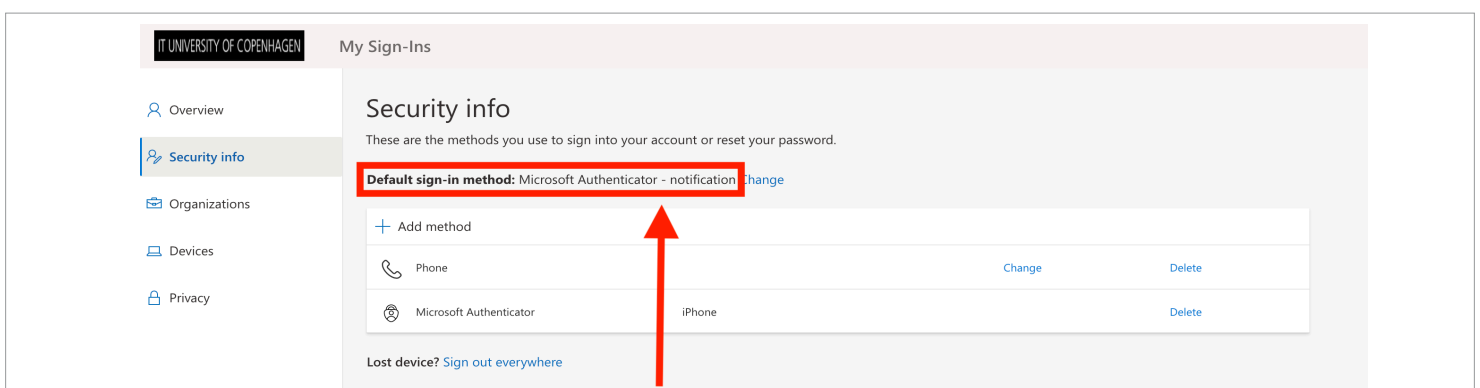 IT UNIVERSITY OF COPENHAGEN
My Sign-Ins
Overview
Security info
Organizations
Devices
Privacy
Security info
These are the methods you use to sign into your account or reset your password.
Default sign-in method: Microsoft Authenticator - notification Change
+ Add method
Phone Change Delete
Microsoft Authenticator iPhone Delete
Lost device? Sign out everywhere